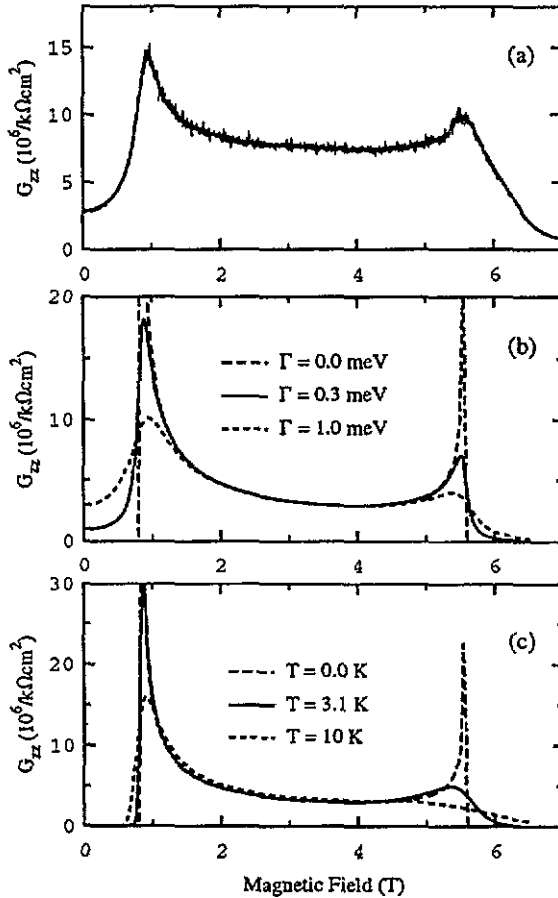 (a)
G_zz (10^6/kΩcm^2)
15
10
5
0
0 2 4 6
(b)
G_zz (10^6/kΩcm^2)
20
10
0
Γ = 0.0 meV
Γ = 0.3 meV
Γ = 1.0 meV
0 2 4 6
(c)
G_zz (10^6/kΩcm^2)
30
20
10
0
T = 0.0 K
T = 3.1 K
T = 10 K
0 2 4 6
Magnetic Field (T)